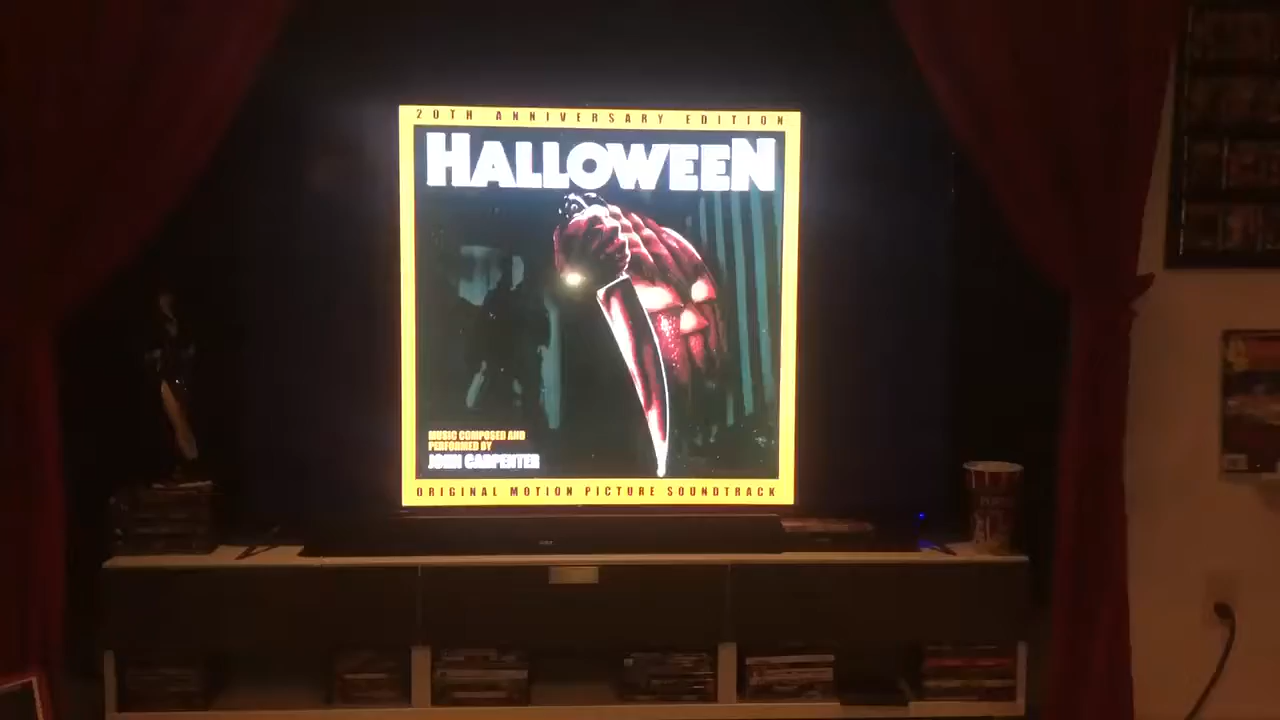 20TH ANNIVERSARY EDITION
HALLOWEEN
MUSIC COMPOSED AND
PERFORMED BY
JOHN CARPENTER
ORIGINAL MOTION PICTURE SOUNDTRACK